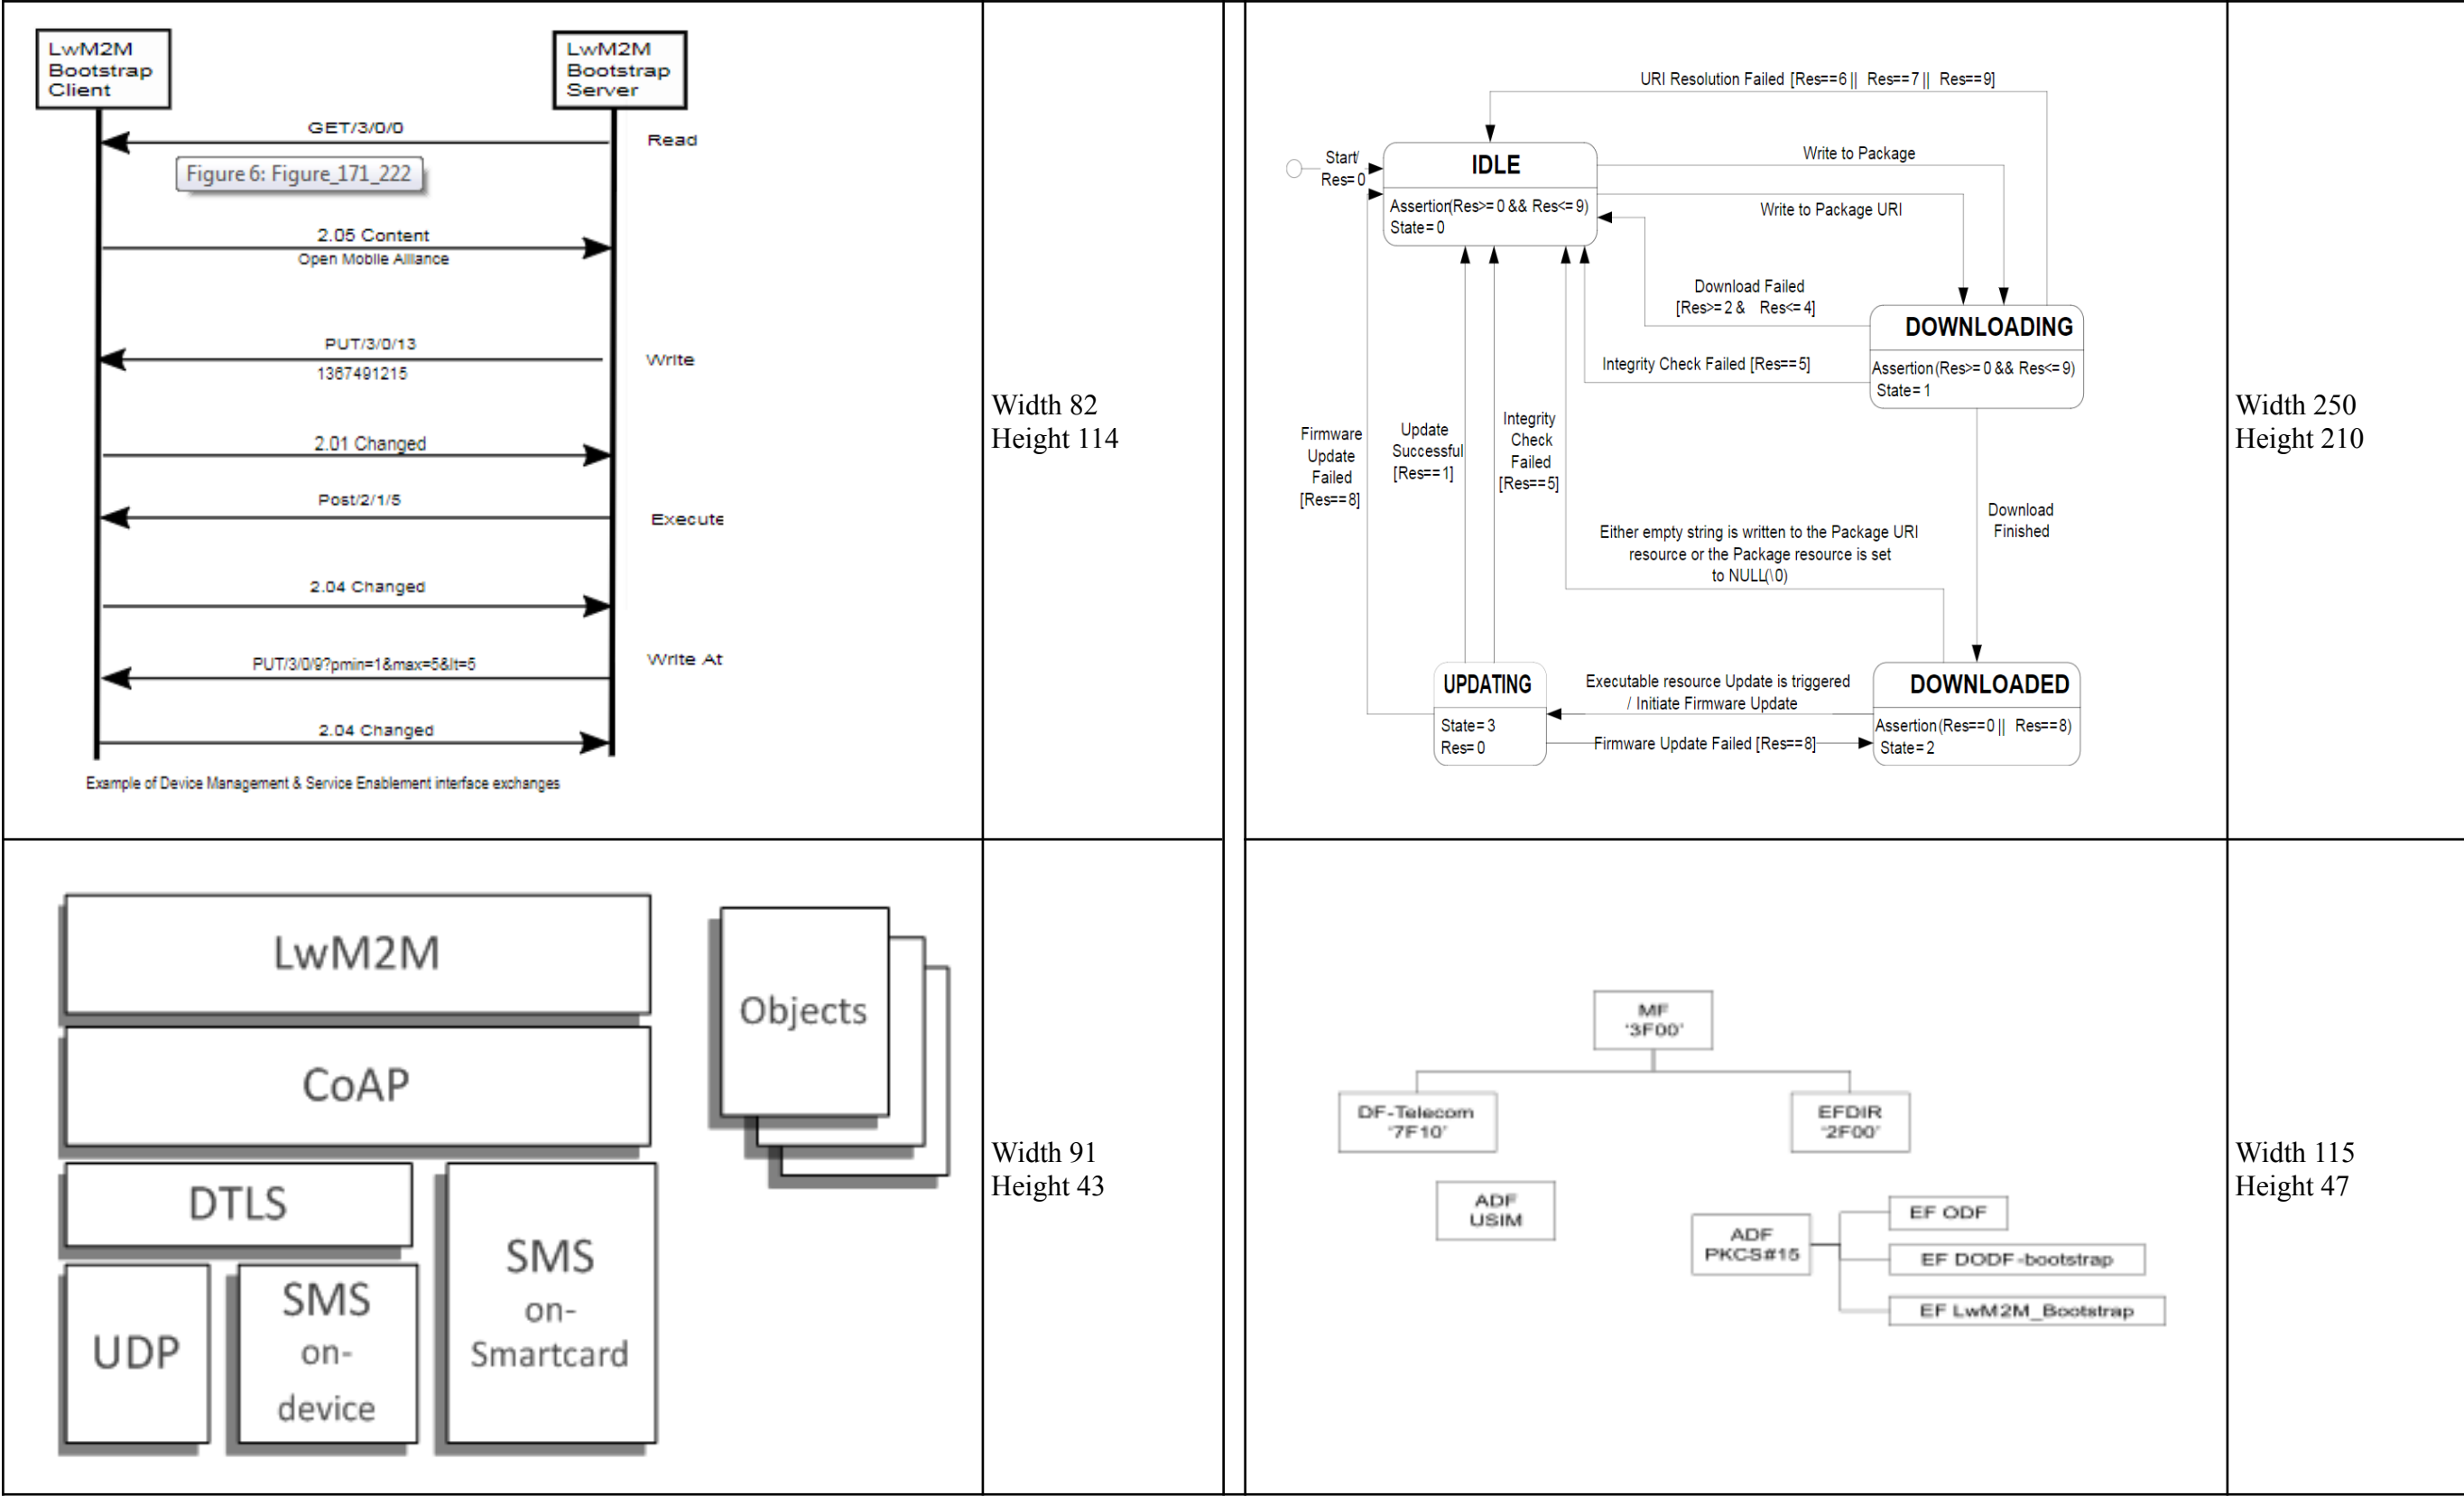 LwM2M
Bootstrap
Client
LwM2M
Bootstrap
Server
GET/3/0/0
Read
Figure 6: Figure_171_222
2.05 Content
Open Mobile Alliance
PUT/3/0/13
Write
1367491215
2.01 Changed
Post/2/1/5
Execute
2.04 Changed
PUT/3/0/9?pmin=1&max=5&lt=5
Write At
2.04 Changed
Example of Device Management & Service Enablement interface exchanges
Width 82
Height 114
URI Resolution Failed [Res==6 || Res==7 || Res==9]
Start/
Res=0
IDLE
Assertion(Res>=0 && Res<=9)
State=0
Write to Package
Write to Package URI
Download Failed
[Res>=2 & Res<=4]
Integrity Check Failed [Res==5]
DOWNLOADING
Assertion(Res>=0 && Res<=9)
State=1
Firmware
Update
Failed
[Res==8]
Update
Successful
[Res==1]
Integrity
Check
Failed
[Res==5]
Download
Finished
Either empty string is written to the Package URI
resource or the Package resource is set
to NULL(\0)
UPDATING
State=3
Res=0
Executable resource Update is triggered
/ Initiate Firmware Update
Firmware Update Failed [Res==8]
DOWNLOADED
Assertion(Res==0 || Res==8)
State=2
Width 250
Height 210
LwM2M
CoAP
DTLS
UDP
SMS
on-
device
SMS
on-
Smartcard
Objects
Width 91
Height 43
MF
'3F00'
DF-Telecom
'7F10'
EFDIR
'2F00'
ADF
USIM
ADF
PKCS#15
EF ODF
EF DODF-bootstrap
EF LwM2M_Bootstrap
Width 115
Height 47